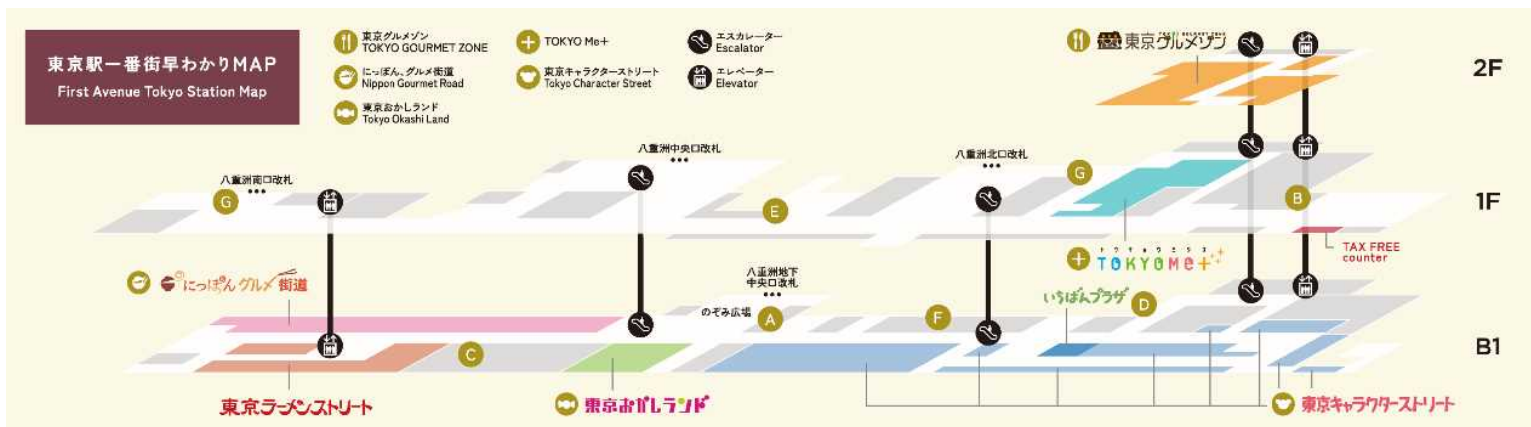 東京駅一番街早わかりMAP
First Avenue Tokyo Station Map
東京グルメゾン
TOKYO GOURMET ZONE
にっぽん、グルメ街道
Nippon Gourmet Road
東京おかしランド
Tokyo Okashi Land
TOKYO Me+
東京キャラクターストリート
Tokyo Character Street
エスカレーター
Escalator
エレベーター
Elevator
東京グルメゾン
2F
八重洲南口改札
八重洲中央口改札
八重洲北口改札
G
E
G
B
1F
TAX FREE
counter
トウキョウミタス
TOKYOMe+
にっぽんグルメ街道
八重洲地下
中央口改札
のぞみ広場
A
F
いちばんプラザ
D
C
B1
東京ラーメンストリート
東京おかしランド
東京キャラクターストリート